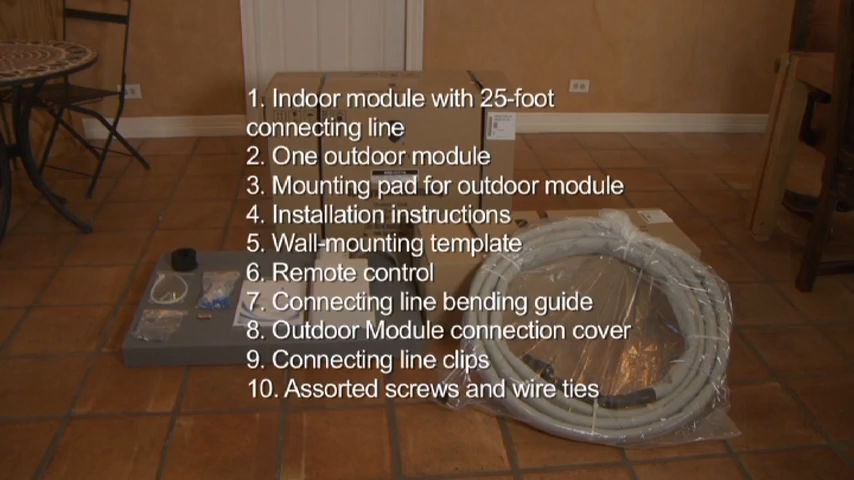 1. Indoor module with 25-foot
connecting line
2. One outdoor module
3. Mounting pad for outdoor module
4. Installation instructions
5. Wall-mounting template
6. Remote control
7. Connecting line bending guide
8. Outdoor Module connection cover
9. Connecting line clips
10. Assorted screws and wire ties